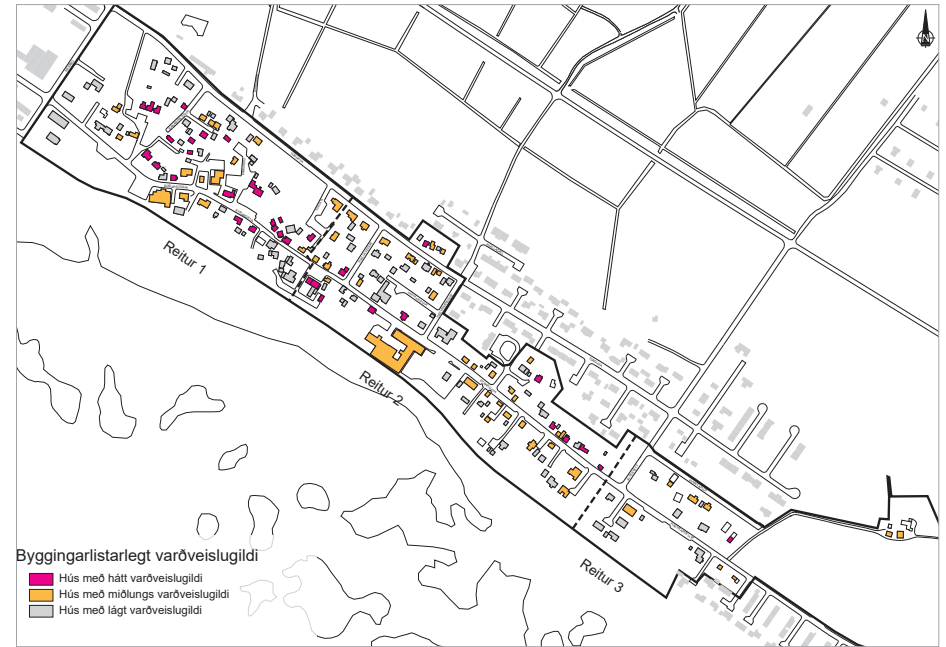 N
Reitur 1
Reitur 2
Reitur 3
Byggingarlistarlegt varðveislugildi
Hús með hátt varðveislugildi
Hús með miðlungs varðveislugildi
Hús með lágt varðveislugildi